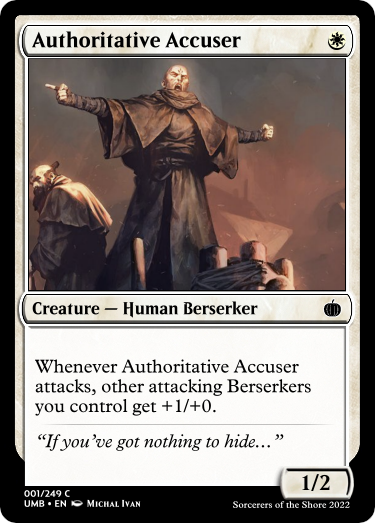 Authoritative Accuser
Creature — Human Berserker
Whenever Authoritative Accuser
attacks, other attacking Berserkers
you control get +1/+0.
“If you’ve got nothing to hide…”
1/2
001/249 C
UMB • EN Michal Ivan
Sorcerers of the Shore 2022